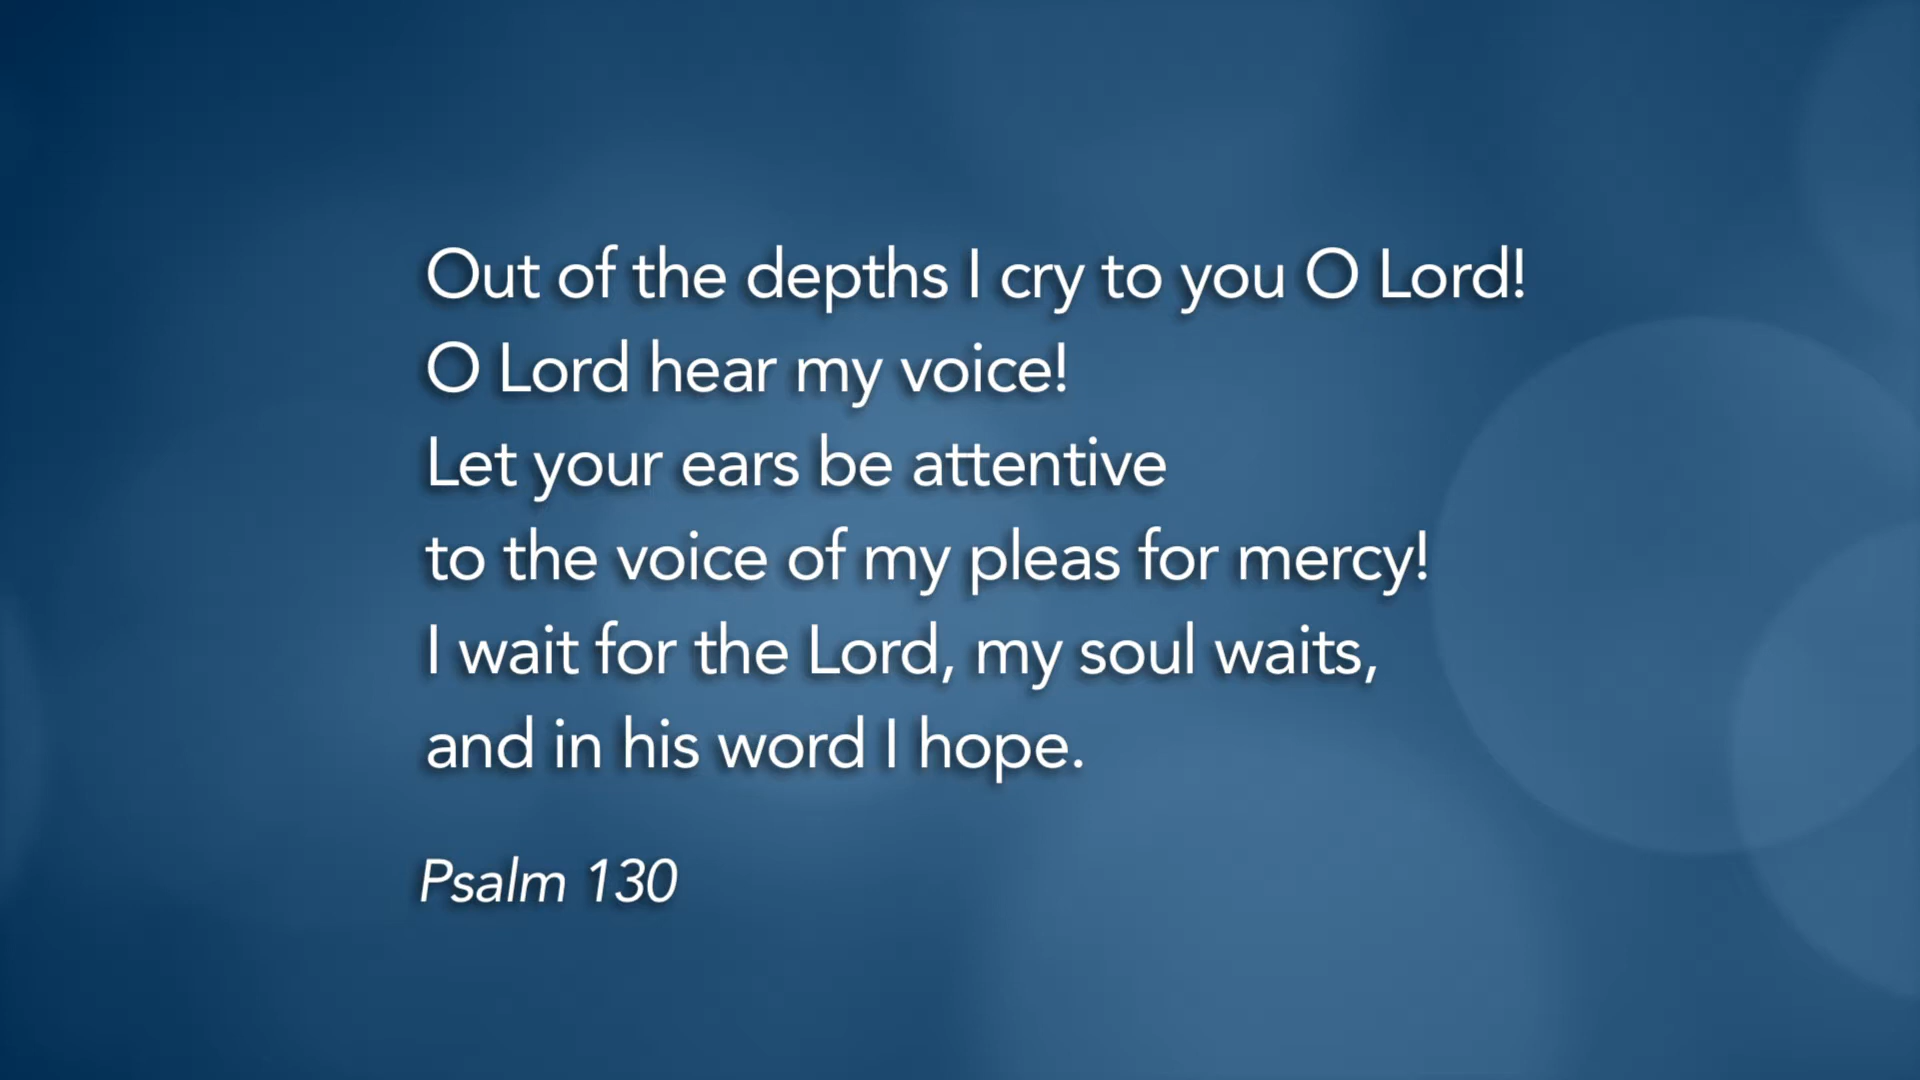 Out of the depths I cry to you O Lord!
O Lord hear my voice!
Let your ears be attentive
to the voice of my pleas for mercy!
I wait for the Lord, my soul waits,
and in his word I hope.
Psalm 130